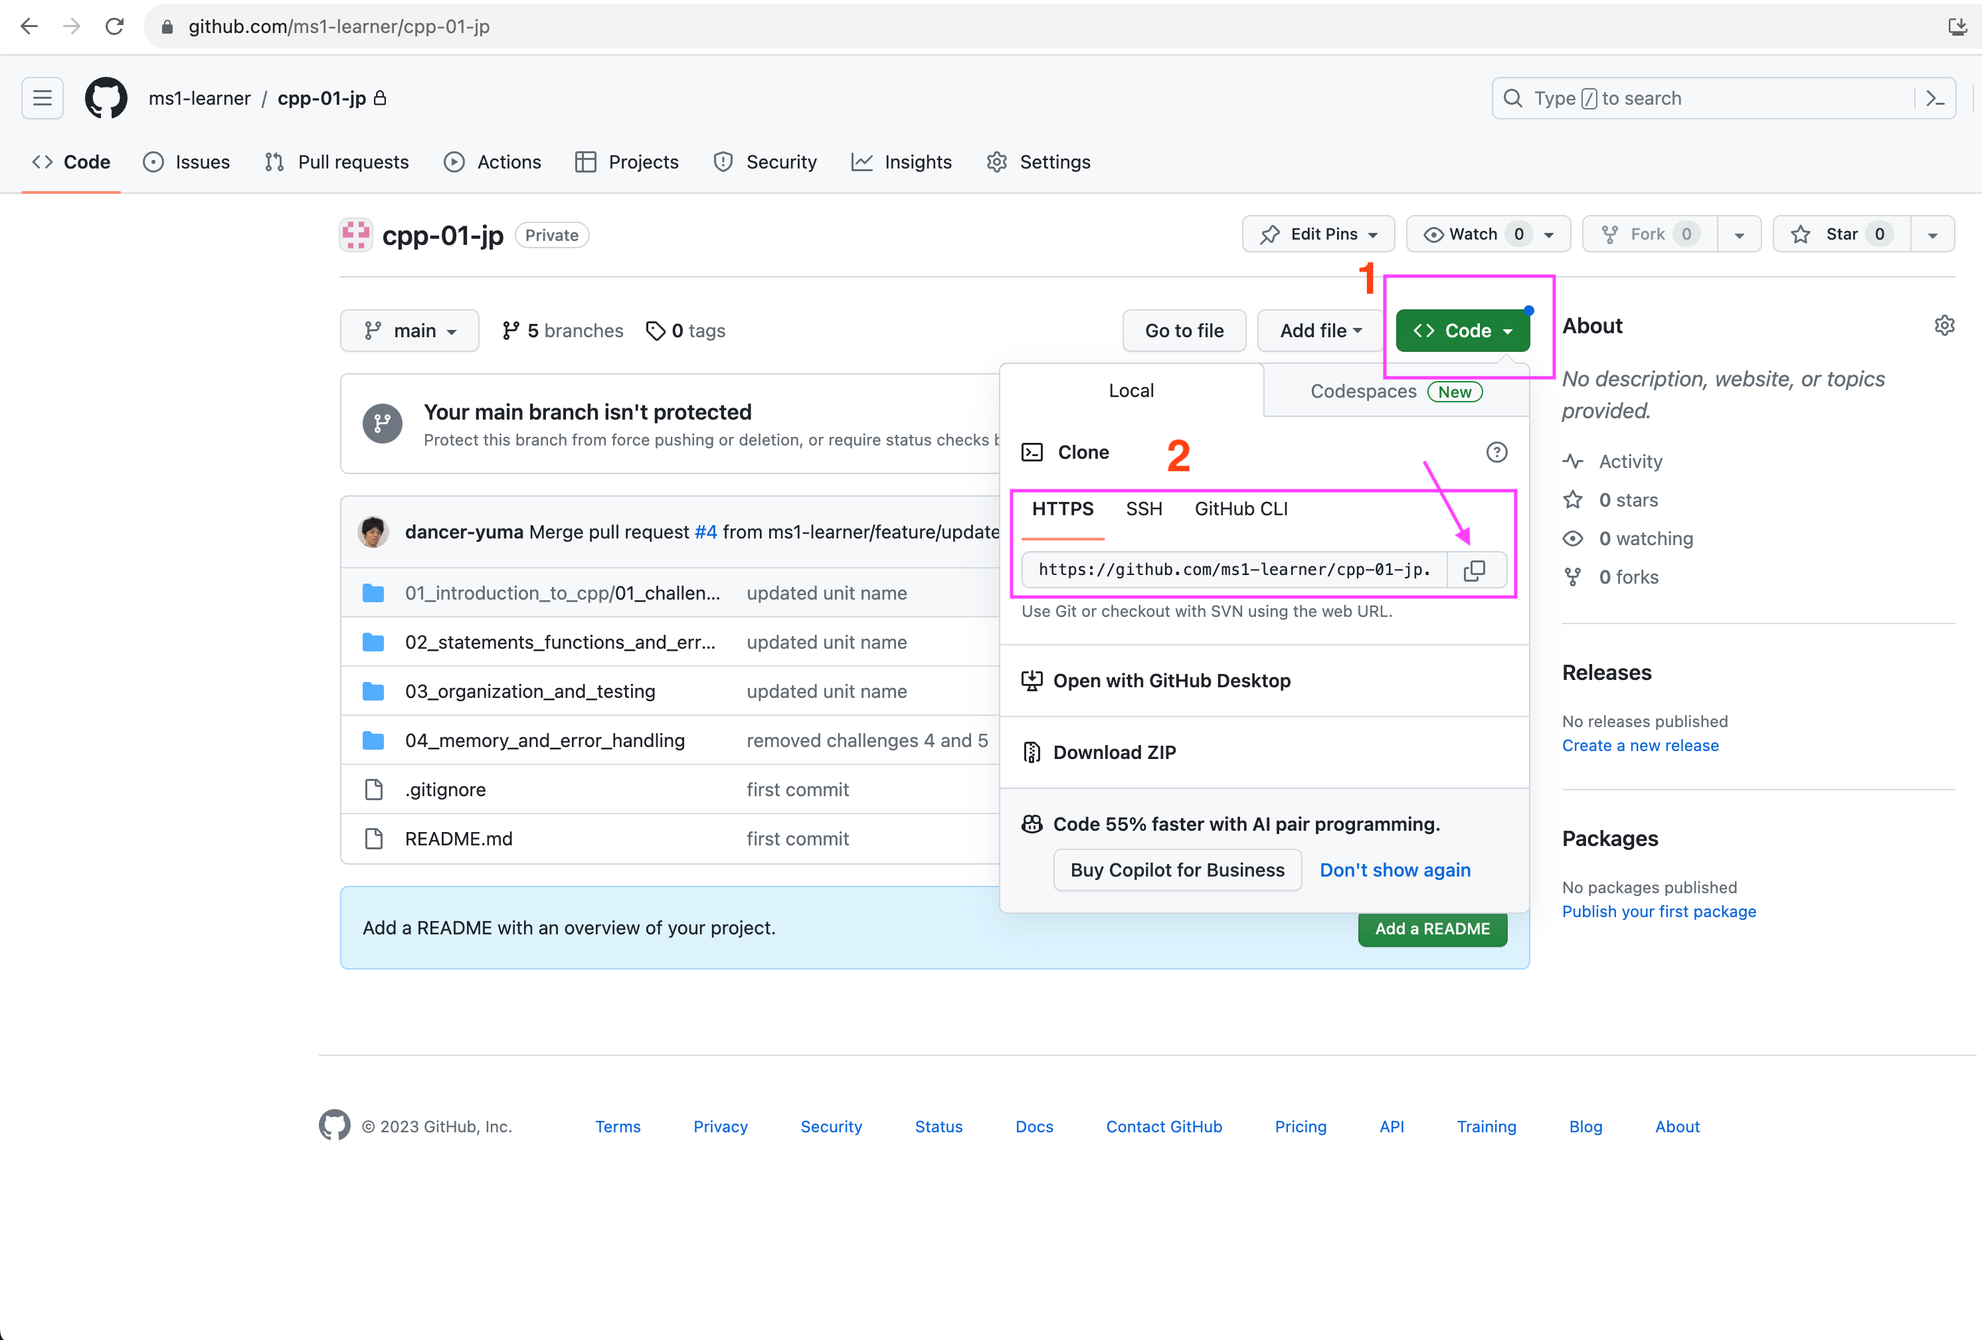 github.com/ms1-learner/cpp-01-jp
ms1-learner / cpp-01-jp
Type / to search
Code Issues Pull requests Actions Projects Security Insights Settings
cpp-01-jp Private
Edit Pins Watch 0 Fork 0 Star 0
1
main 5 branches 0 tags Go to file Add file Code
About
No description, website, or topics
provided.
Activity
0 stars
0 watching
0 forks
Releases
No releases published
Create a new release
Packages
No packages published
Publish your first package
Your main branch isn't protected
Protect this branch from force pushing or deletion, or require status checks
dancer-yuma Merge pull request #4 from ms1-learner/feature/update
01_introduction_to_cpp/01_challen... updated unit name
02_statements_functions_and_err... updated unit name
03_organization_and_testing updated unit name
04_memory_and_error_handling removed challenges 4 and 5
.gitignore first commit
README.md first commit
Local Codespaces New
Clone
2
HTTPS SSH GitHub CLI
https://github.com/ms1-learner/cpp-01-jp.
Use Git or checkout with SVN using the web URL.
Open with GitHub Desktop
Download ZIP
Code 55% faster with AI pair programming.
Buy Copilot for Business Don't show again
Add a README with an overview of your project. Add a README
© 2023 GitHub, Inc. Terms Privacy Security Status Docs Contact GitHub Pricing API Training Blog About